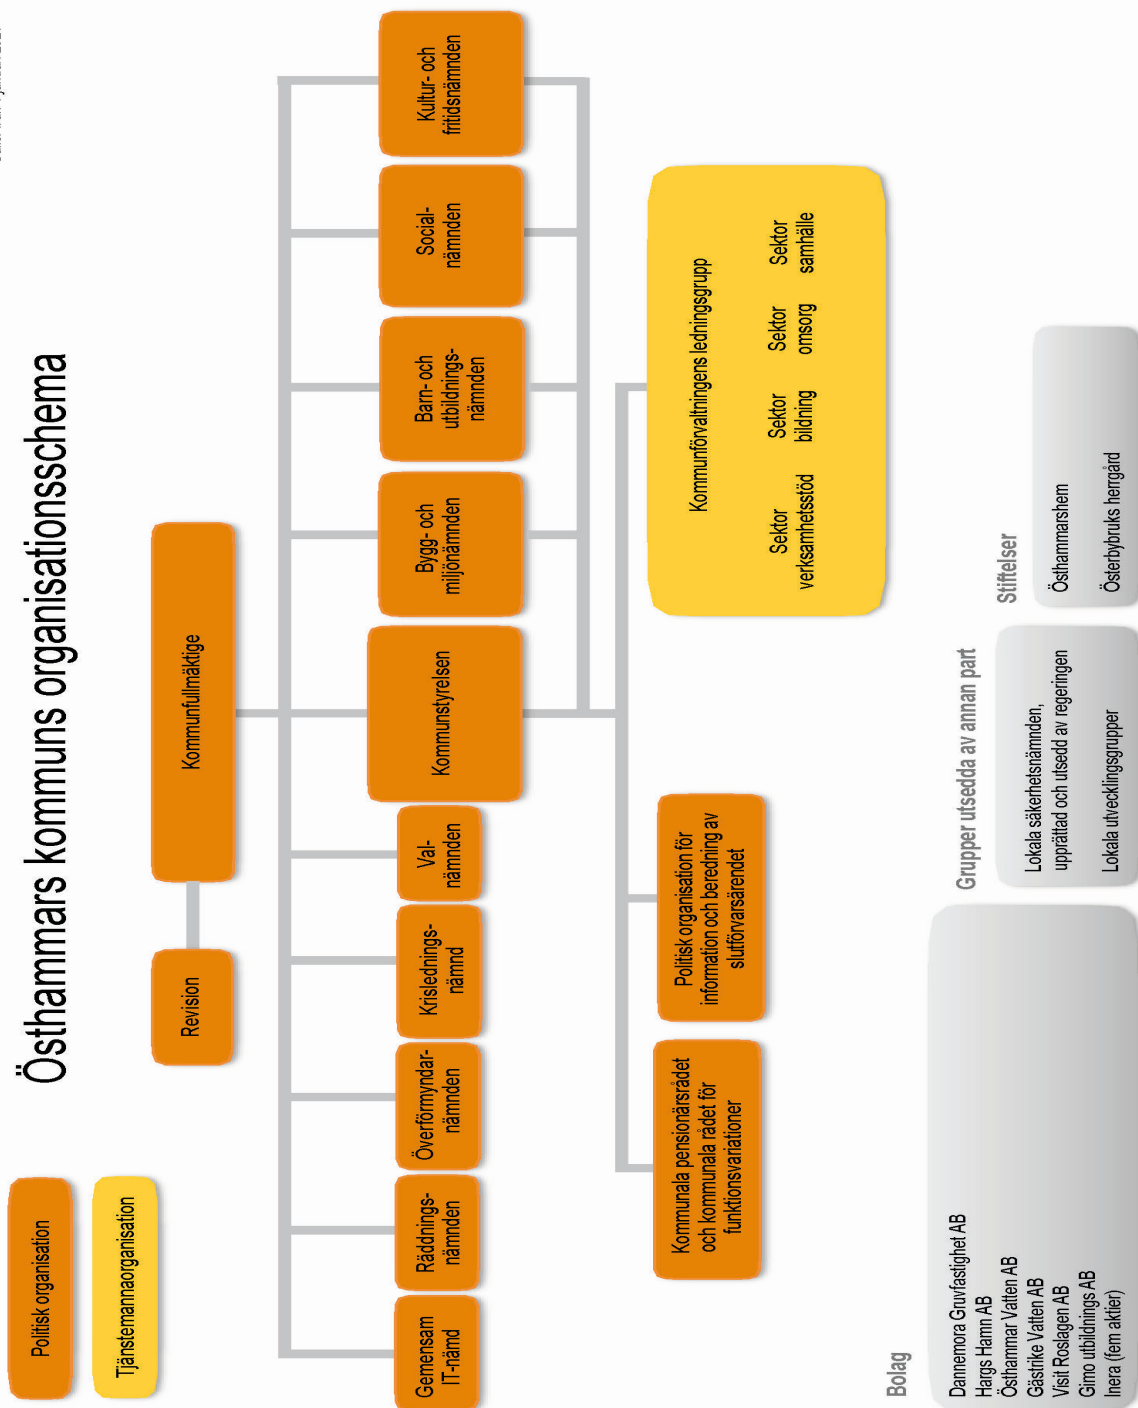 Östhammars kommuns organisationsschema
Politisk organisation
Tjänstemannaorganisation
Revision
Kommunfullmäktige
Gemensam
IT-nämd
Räddnings-
nämnden
Överförmyndar-
nämnden
Krislednings-
nämnd
Val-
nämnden
Kommunstyrelsen
Bygg- och
miljönämnden
Barn- och
utbildnings-
nämnden
Social-
nämnden
Kultur- och
fritidsnämnden
Kommunala pensionärsrådet
och kommunala rådet för
funktionsvariationer
Politisk organisation för
information och beredning av
slutförvarsärendet
Kommunförvaltningens ledningsgrupp
Sektor
verksamhetsstöd
Sektor
bildning
Sektor
omsorg
Sektor
samhälle
Bolag
Dannemora Gruvfastighet AB
Hargs Hamn AB
Östhammar Vatten AB
Gästrike Vatten AB
Visit Roslagen AB
Gimo utbildnings AB
Inera (fem aktier)
Grupper utsedda av annan part
Lokala säkerhetsnämnden,
upprättad och utsedd av regeringen
Lokala utvecklingsgrupper
Stiftelser
Östhammarshem
Österbybruks herrgård